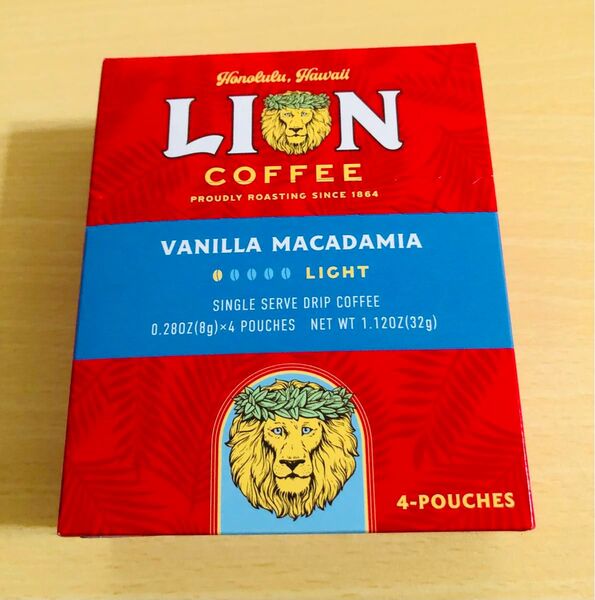 Honolulu, Hawaii
LION
COFFEE
PROUDLY ROASTING SINCE 1864
VANILLA MACADAMIA
LIGHT
SINGLE SERVE DRIP COFFEE
0.28OZ(8g)×4 POUCHES NET WT 1.12OZ(32g)
4-POUCHES